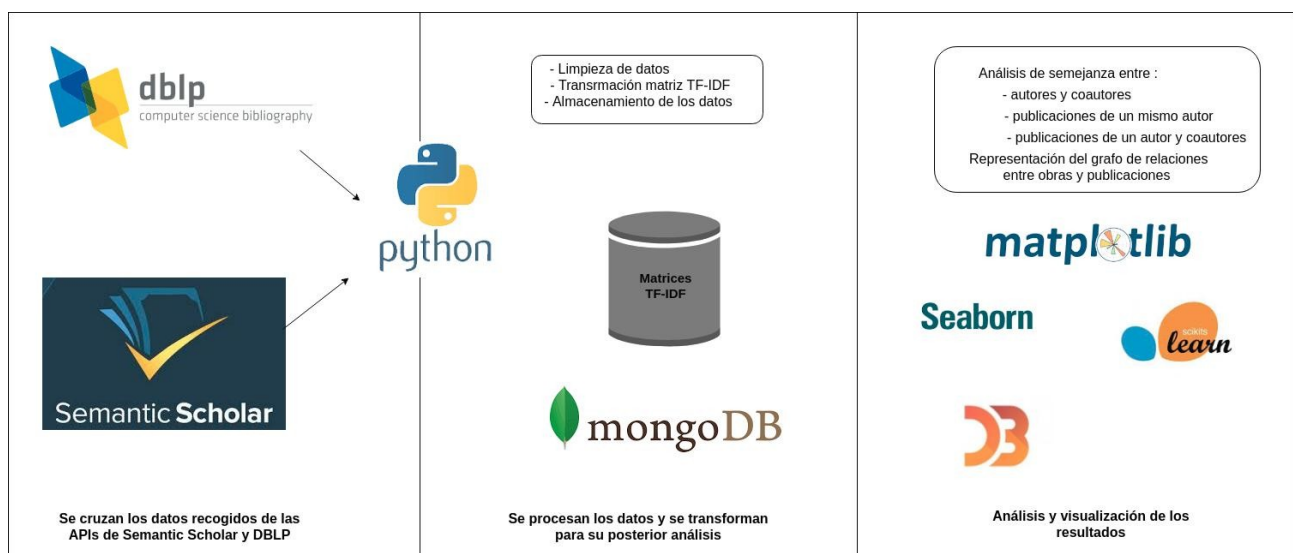 dblp
computer science bibliography
Semantic Scholar
Se cruzan los datos recogidos de las
APIs de Semantic Scholar y DBLP
python
- Limpieza de datos
- Transrmación matriz TF-IDF
- Almacenamiento de los datos
Matrices
TF-IDF
mongoDB
Se procesan los datos y se transforman
para su posterior análisis
Análisis de semejanza entre :
- autores y coautores
- publicaciones de un mismo autor
- publicaciones de un autor y coautores
Representación del grafo de relaciones
entre obras y publicaciones
matplotlib
Seaborn
scikits
learn
D3
Análisis y visualización de los
resultados